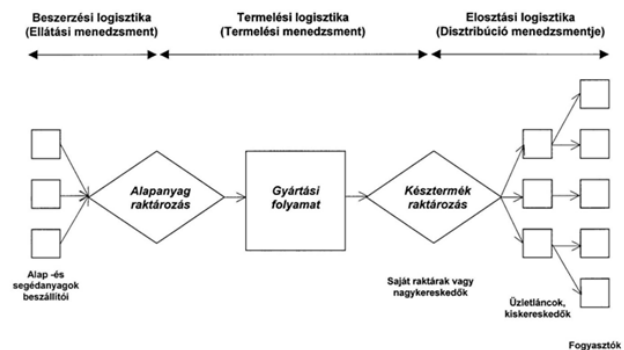 Beszerzési logisztika
(Ellátási menedzsment)
Termelési logisztika
(Termelési menedzsment)
Elosztási logisztika
(Disztribúció menedzsmentje)
Alapanyag
raktározás
Gyártási
folyamat
Késztermék
raktározás
Alap -és
segédanyagok
beszállítói
Saját raktárak vagy
nagykereskedők
Üzletláncok,
kiskereskedők
Fogyasztók